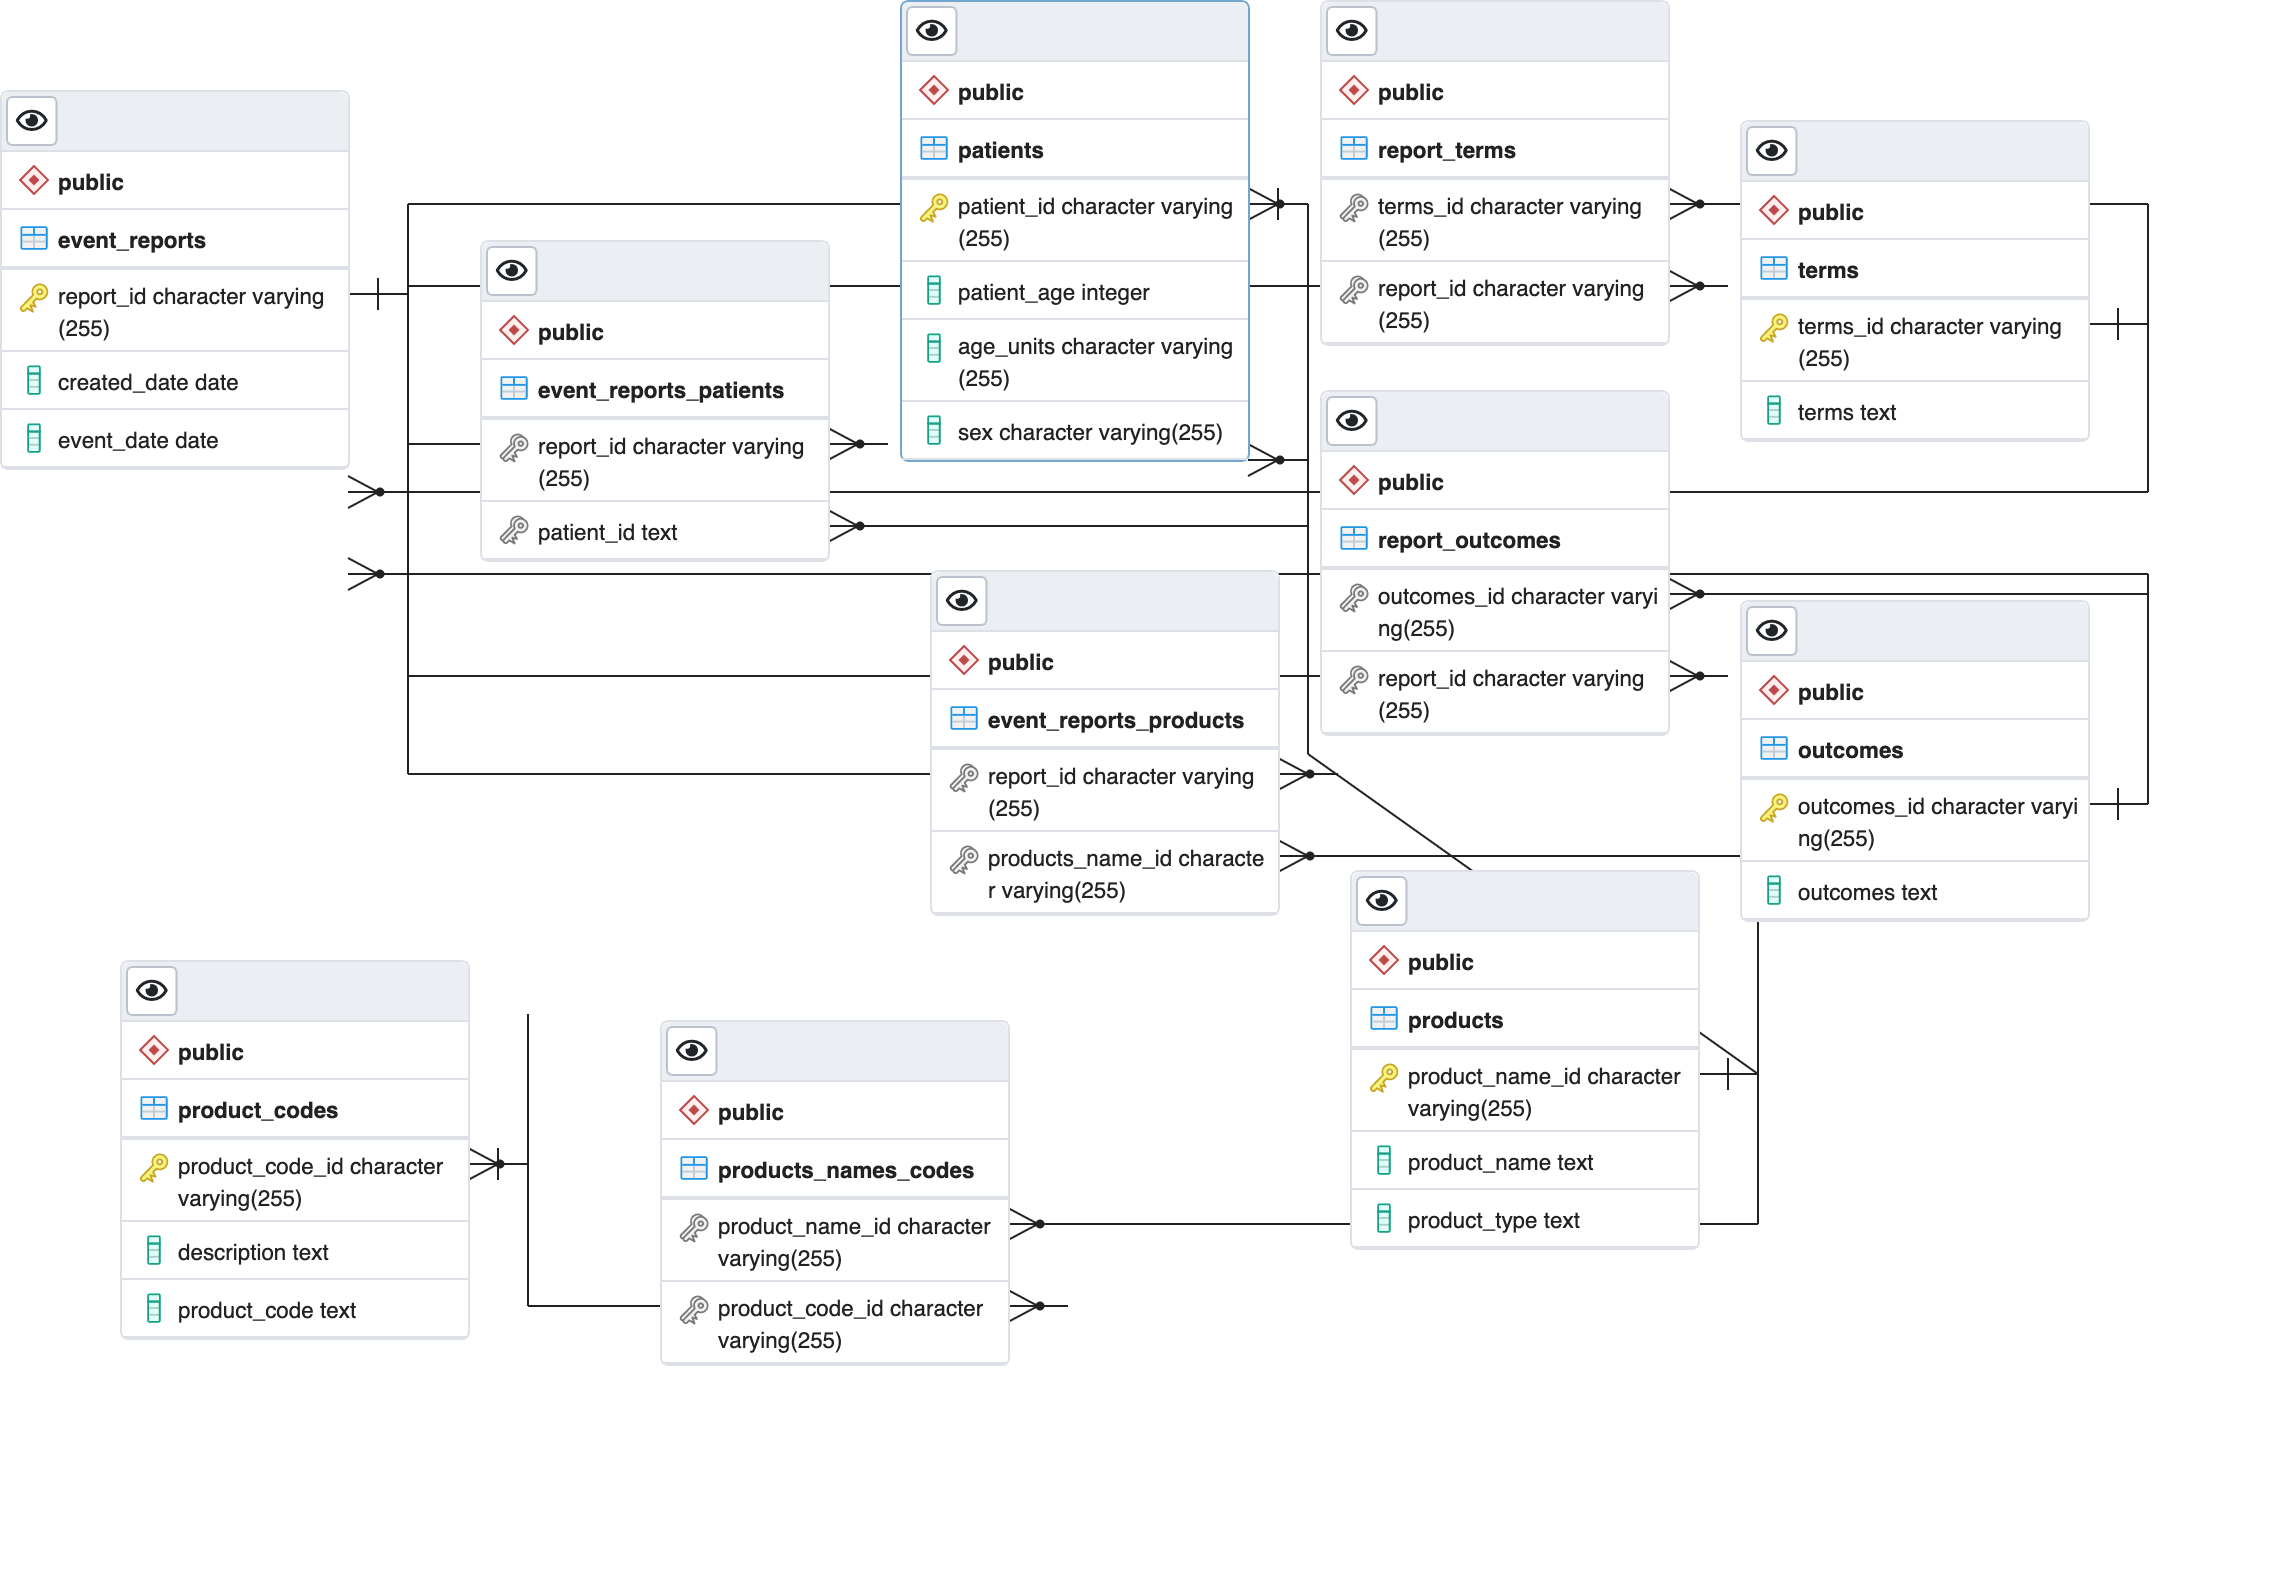 public
event_reports
report_id character varying
(255)
created_date date
event_date date
public
event_reports_patients
report_id character varying
(255)
patient_id text
public
patients
patient_id character varying
(255)
patient_age integer
age_units character varying
(255)
sex character varying(255)
public
report_terms
terms_id character varying
(255)
report_id character varying
(255)
public
terms
terms_id character varying
(255)
terms text
public
report_outcomes
outcomes_id character varyi
ng(255)
report_id character varying
(255)
public
event_reports_products
report_id character varying
(255)
products_name_id characte
r varying(255)
public
outcomes
outcomes_id character varyi
ng(255)
outcomes text
public
product_codes
product_code_id character
varying(255)
description text
product_code text
public
products_names_codes
product_name_id character
varying(255)
product_code_id character
varying(255)
public
products
product_name_id character
varying(255)
product_name text
product_type text